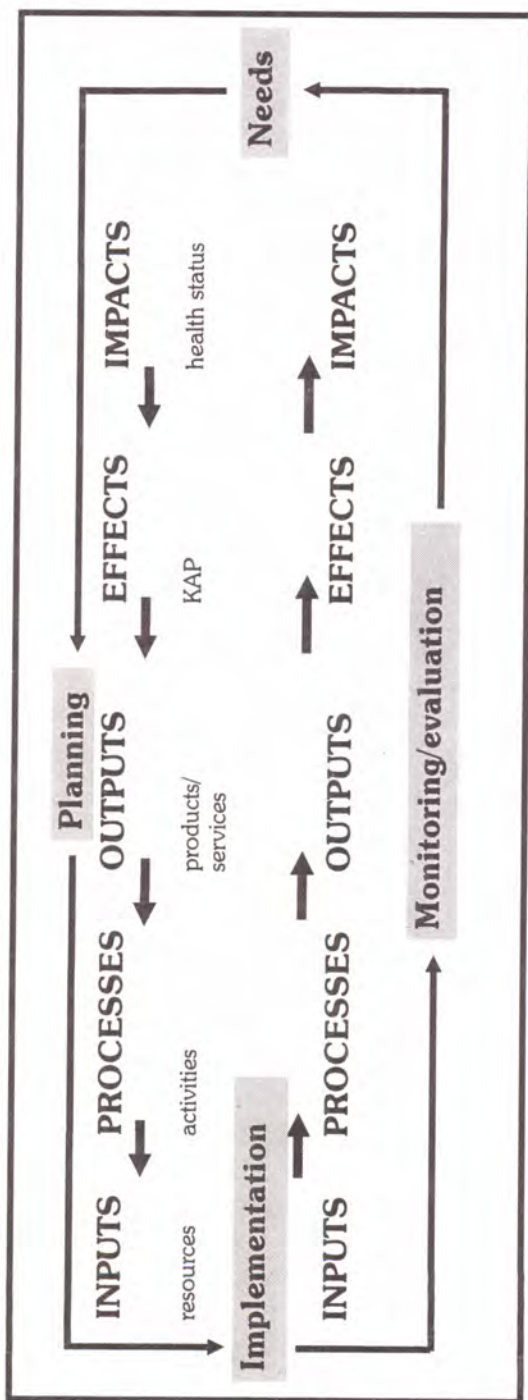 Planning
Needs
INPUTS PROCESSES OUTPUTS EFFECTS IMPACTS
resources activities products/ KAP health status
services
Implementation
INPUTS PROCESSES OUTPUTS EFFECTS IMPACTS
Monitoring/evaluation